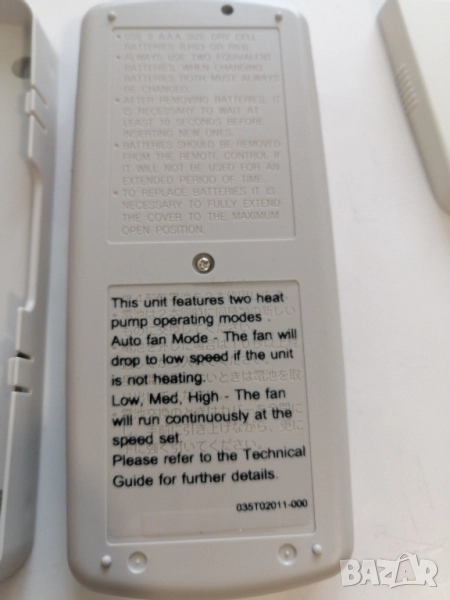 • USE 2 AAA SIZE DRY CELL
BATTERIES (LR03 OR R03).
• ALWAYS USE TWO EQUIVALENT
BATTERIES, WHEN CHANGING
BATTERIES BOTH MUST ALWAYS
BE CHANGED.
• AFTER REMOVING BATTERIES, IT
IS NECESSARY TO WAIT AT
LEAST 10 SECONDS BEFORE
INSERTING NEW ONES.
• BATTERIES SHOULD BE REMOVED
FROM THE REMOTE CONTROL IF
IT WILL NOT BE USED FOR AN
EXTENDED PERIOD OF TIME.
• TO REPLACE BATTERIES IT IS
NECESSARY TO FULLY EXTEND
THE COVER TO THE MAXIMUM
OPEN POSITION.
This unit features two heat
pump operating modes
Auto fan Mode - The fan will
drop to low speed if the unit
is not heating.
Low, Med, High - The fan
will run continuously at the
speed set.
Please refer to the Technical
Guide for further details.
035T02011-000
bazar.bg